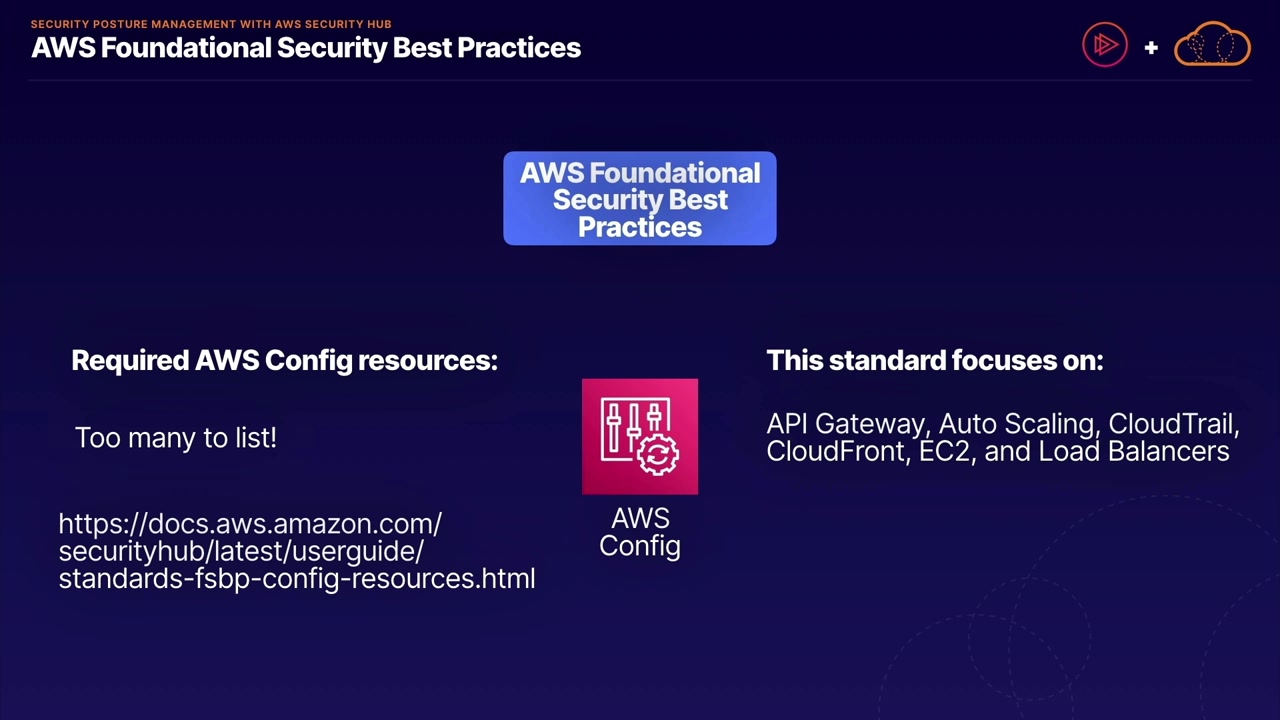 SECURITY POSTURE MANAGEMENT WITH AWS SECURITY HUB
AWS Foundational Security Best Practices
+
AWS Foundational
Security Best
Practices
Required AWS Config resources:
Too many to list!
https://docs.aws.amazon.com/
securityhub/latest/userguide/
standards-fsbp-config-resources.html
AWS
Config
This standard focuses on:
API Gateway, Auto Scaling, CloudTrail,
CloudFront, EC2, and Load Balancers